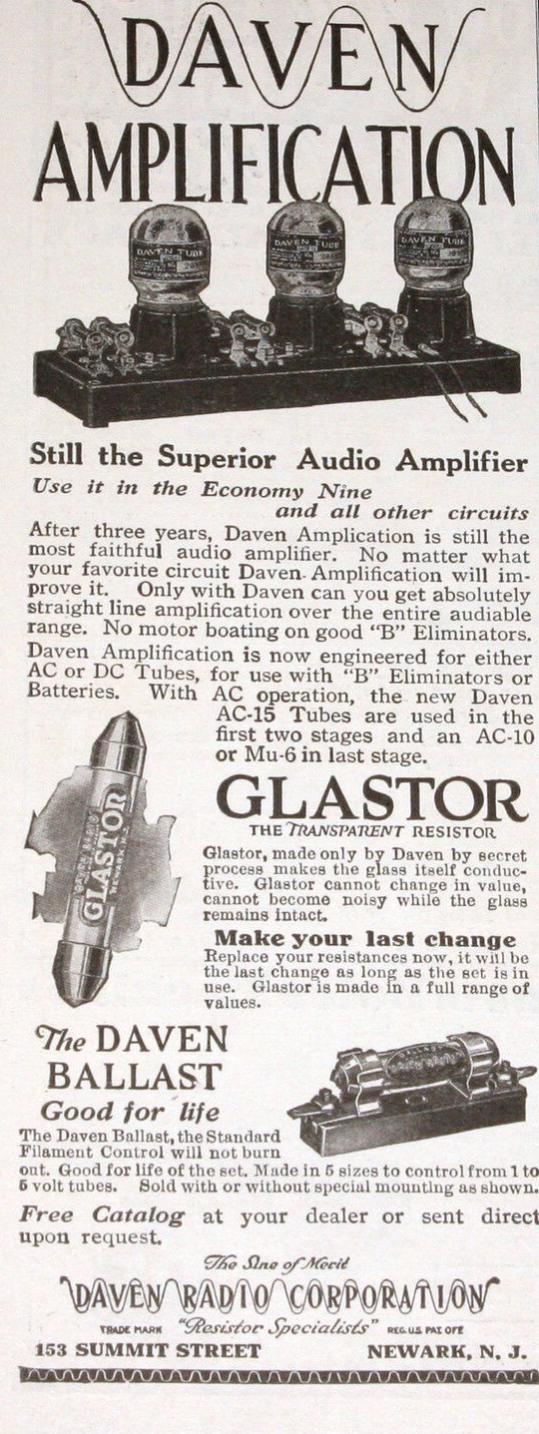 DAVEN
AMPLIFICATION
DAVEN TUBE
DAVEN TUBE
DAVEN TUBE
Still the Superior Audio Amplifier
Use it in the Economy Nine
and all other circuits
After three years, Daven Amplication is still the
most faithful audio amplifier. No matter what
your favorite circuit Daven Amplification will im-
prove it. Only with Daven can you get absolutely
straight line amplification over the entire audiable
range. No motor boating on good "B" Eliminators.
Daven Amplification is now engineered for either
AC or DC Tubes, for use with "B" Eliminators or
Batteries. With AC operation, the new Daven
AC-15 Tubes are used in the
first two stages and an AC-10
or Mu-6 in last stage.
GLASTOR
GLASTOR
THE TRANSPARENT RESISTOR
Glastor, made only by Daven by secret
process makes the glass itself conduc-
tive. Glastor cannot change in value,
cannot become noisy while the glass
remains intact.
Make your last change
Replace your resistances now, it will be
the last change as long as the set is in
use. Glastor is made in a full range of
values.
The DAVEN
BALLAST
Good for life
The Daven Ballast, the Standard
Filament Control will not burn
out. Good for life of the set. Made in 5 sizes to control from 1 to
5 volt tubes. Sold with or without special mounting as shown.
Free Catalog at your dealer or sent direct
upon request.
The Sine of Merit
DAVEN RADIO CORPORATION
TRADE MARK "Resistor Specialists" REG. U.S. PAT. OFF.
153 SUMMIT STREET NEWARK, N. J.